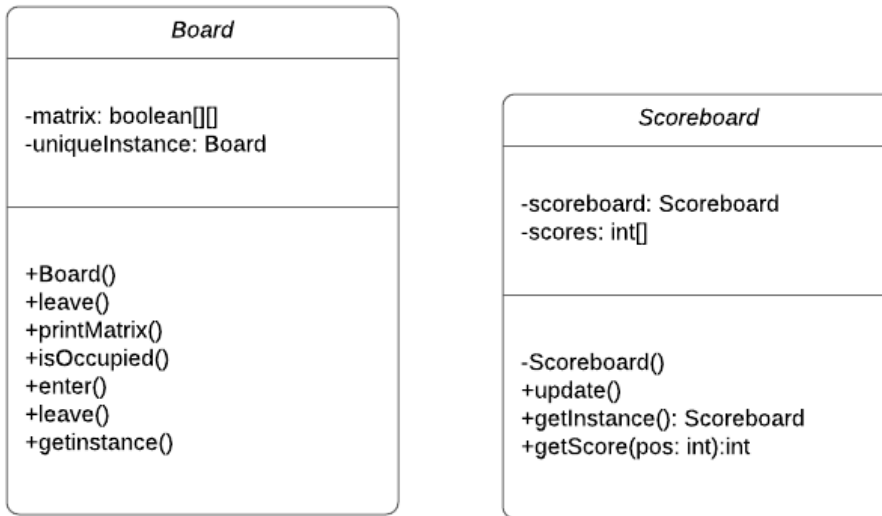 Board
-matrix: boolean[][]
-uniqueInstance: Board
+Board()
+leave()
+printMatrix()
+isOccupied()
+enter()
+leave()
+getinstance()
Scoreboard
-scoreboard: Scoreboard
-scores: int[]
-Scoreboard()
+update()
+getInstance(): Scoreboard
+getScore(pos: int):int